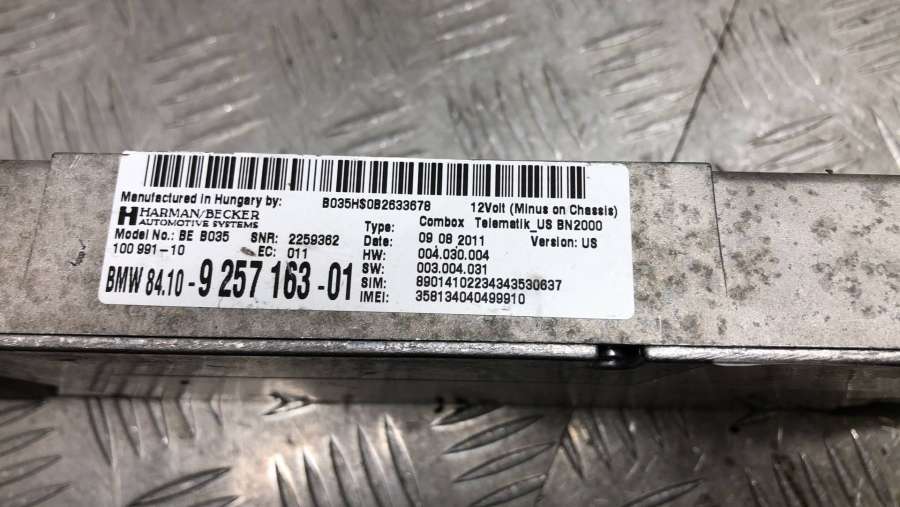 Manufactured in Hungary by: B035HS0B2633678 12Volt (Minus on Chassis)
HARMAN/BECKER
AUTOMOTIVE SYSTEMS
Type: Combox Telematik_US BN2000
Model No.: BE B035 SNR: 2259362 Date: 09 08 2011 Version: US
100 991-10 EC: 011 HW: 004.030.004
SW: 003.004.031
BMW 84.10 - 9 257 163 - 01 SIM: 89014102234343530637
IMEI: 358134040499910